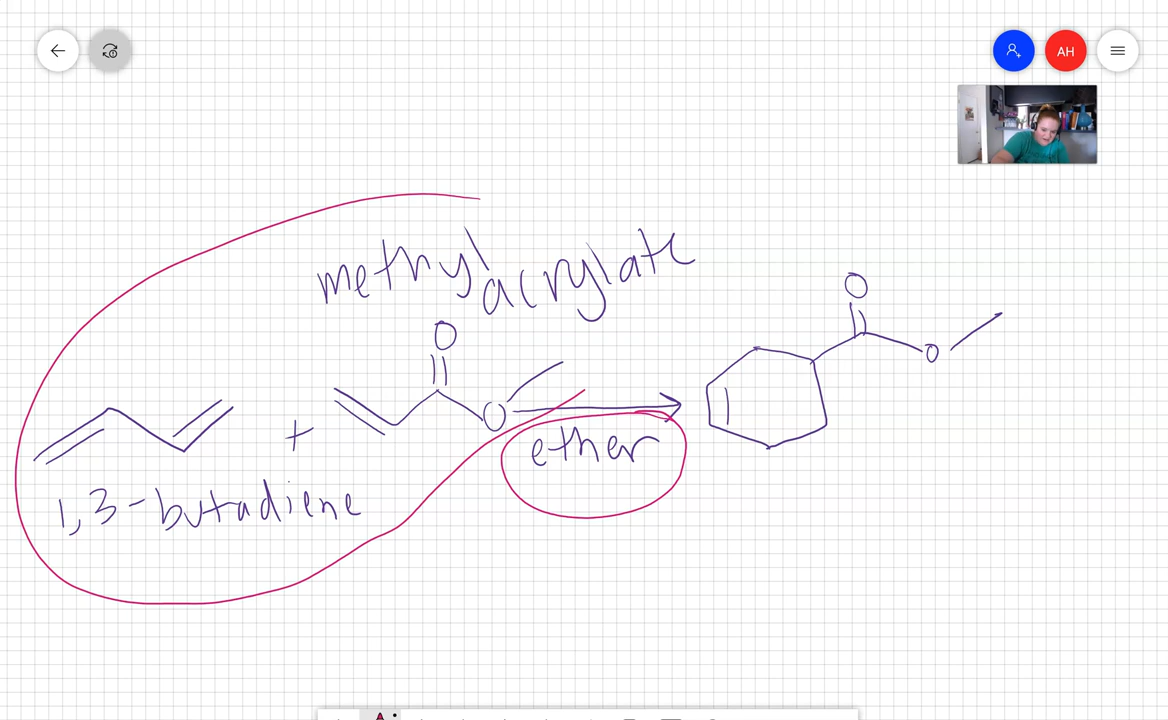 AH
methyl
acrylate
O
O
+
O
O
ether
1,3-butadiene